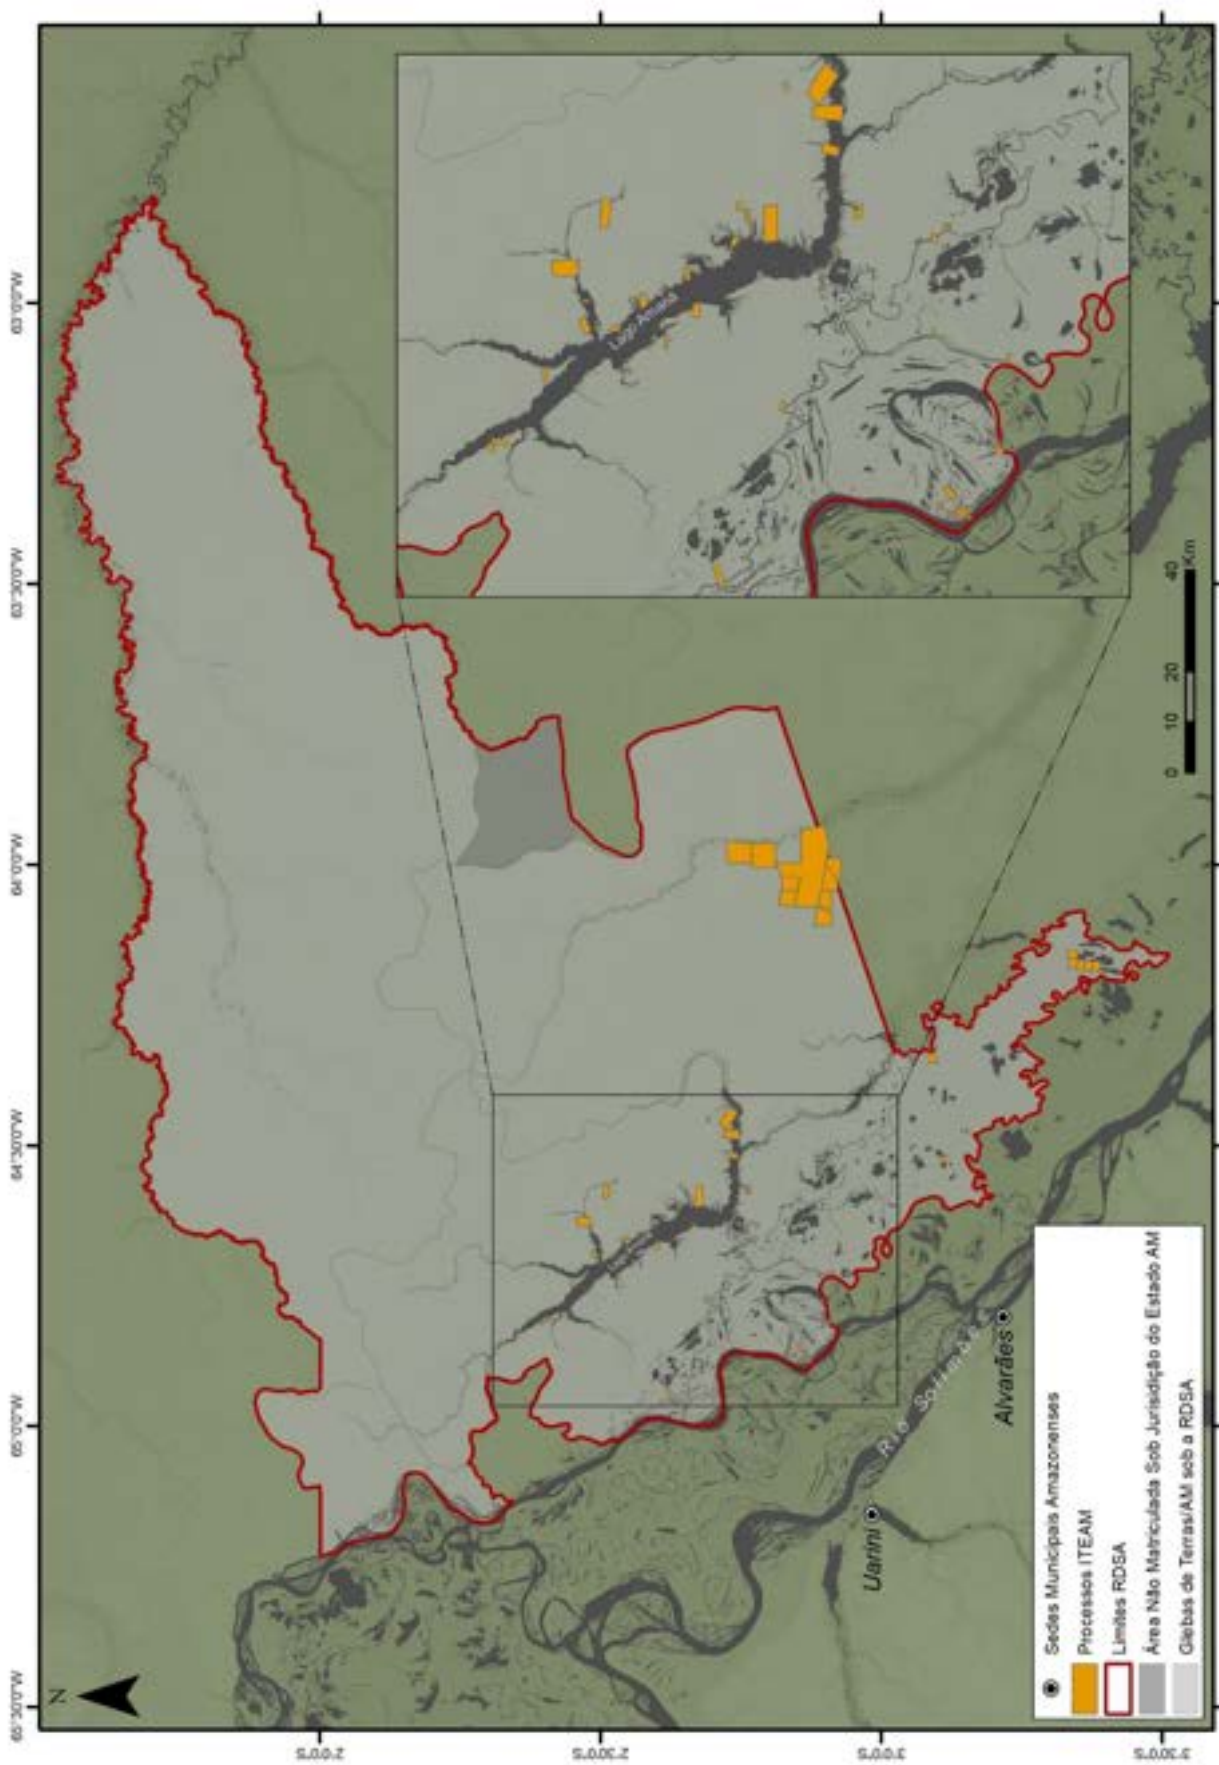 65°30'0"W
65°0'0"W
64°30'0"W
64°0'0"W
63°30'0"W
63°0'0"W
N
2°0'0"S
2°30'0"S
3°0'0"S
3°30'0"S
Lago Amanã
Rio Solimões
Uarini
Alvarães
0 10 20 40 Km
Sedes Municipais Amazonenses
Processos ITEAM
Limites RDSA
Área Não Matriculada Sob Jurisidição do Estado AM
Glebas de Terras/AM sob a RDSA